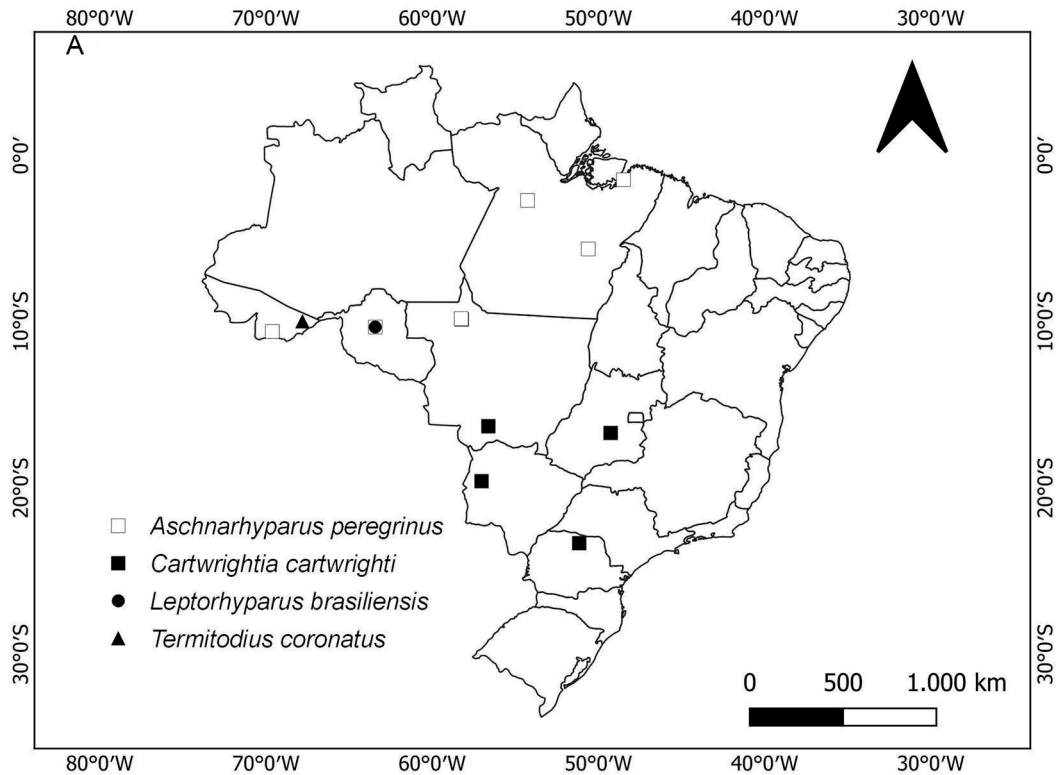 80°0'W 70°0'W 60°0'W 50°0'W 40°0'W 30°0'W
A
0°0' 0°0'
10°0'S 10°0'S
20°0'S 20°0'S
Aschnarhyparus peregrinus
Cartwrightia cartwrighti
Leptorhyparus brasiliensis
Termitodius coronatus
30°0'S 30°0'S
0 500 1.000 km
80°0'W 70°0'W 60°0'W 50°0'W 40°0'W 30°0'W